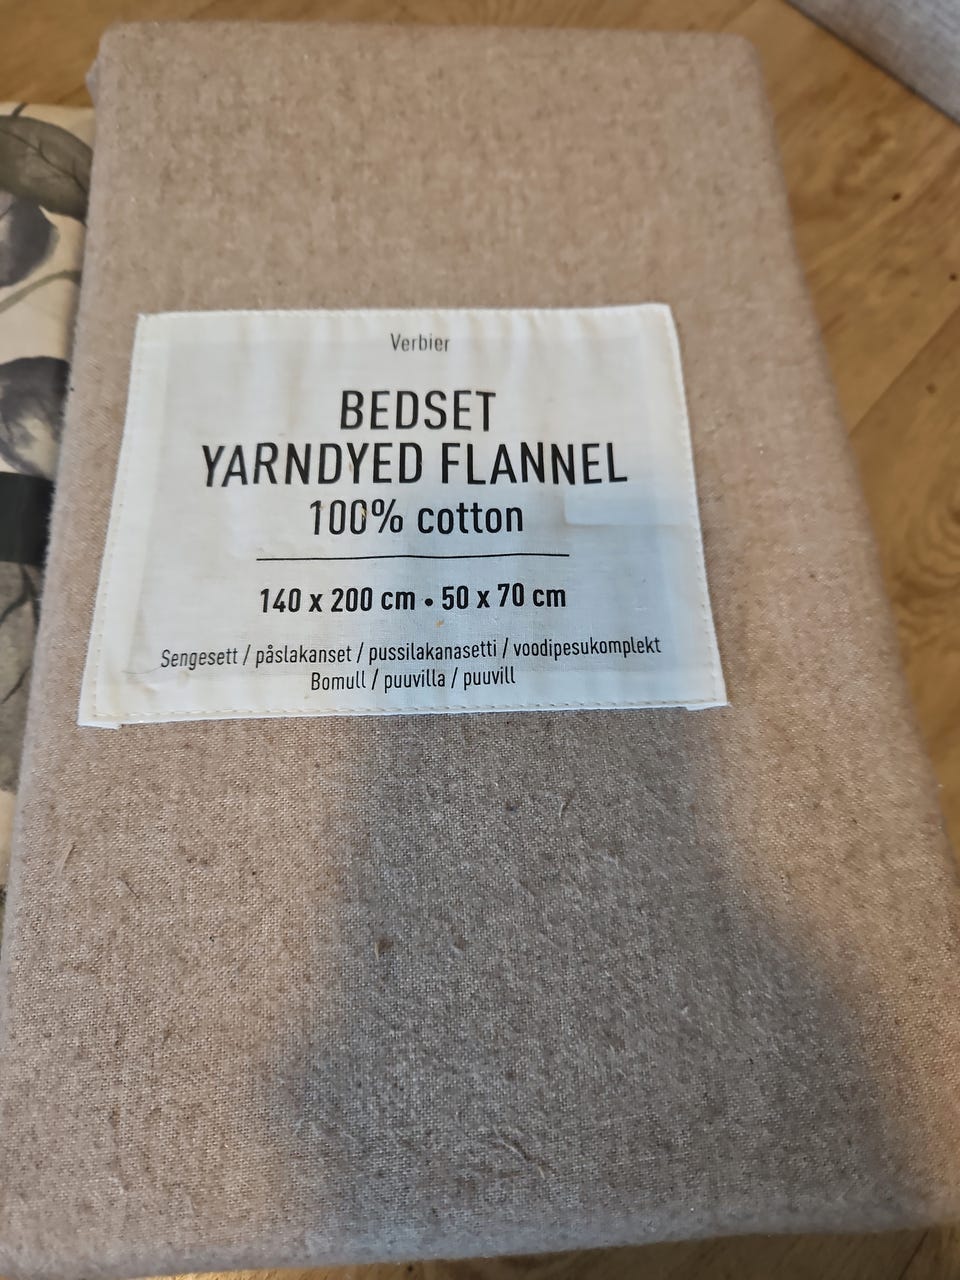 Verbier
BEDSET
YARNDYED FLANNEL
100% cotton
140 x 200 cm • 50 x 70 cm
Sengesett / påslakanset / pussilakanasetti / voodipesukomplekt
Bomull / puuvilla / puuvill